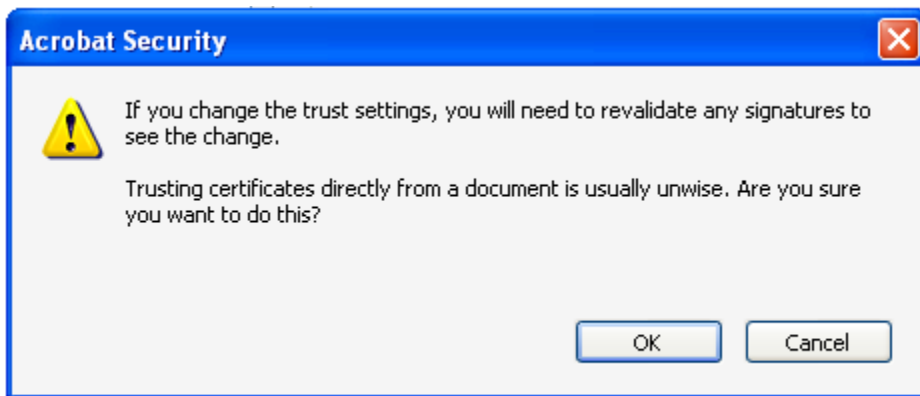 Acrobat Security
If you change the trust settings, you will need to revalidate any signatures to
see the change.
Trusting certificates directly from a document is usually unwise. Are you sure
you want to do this?
OK
Cancel